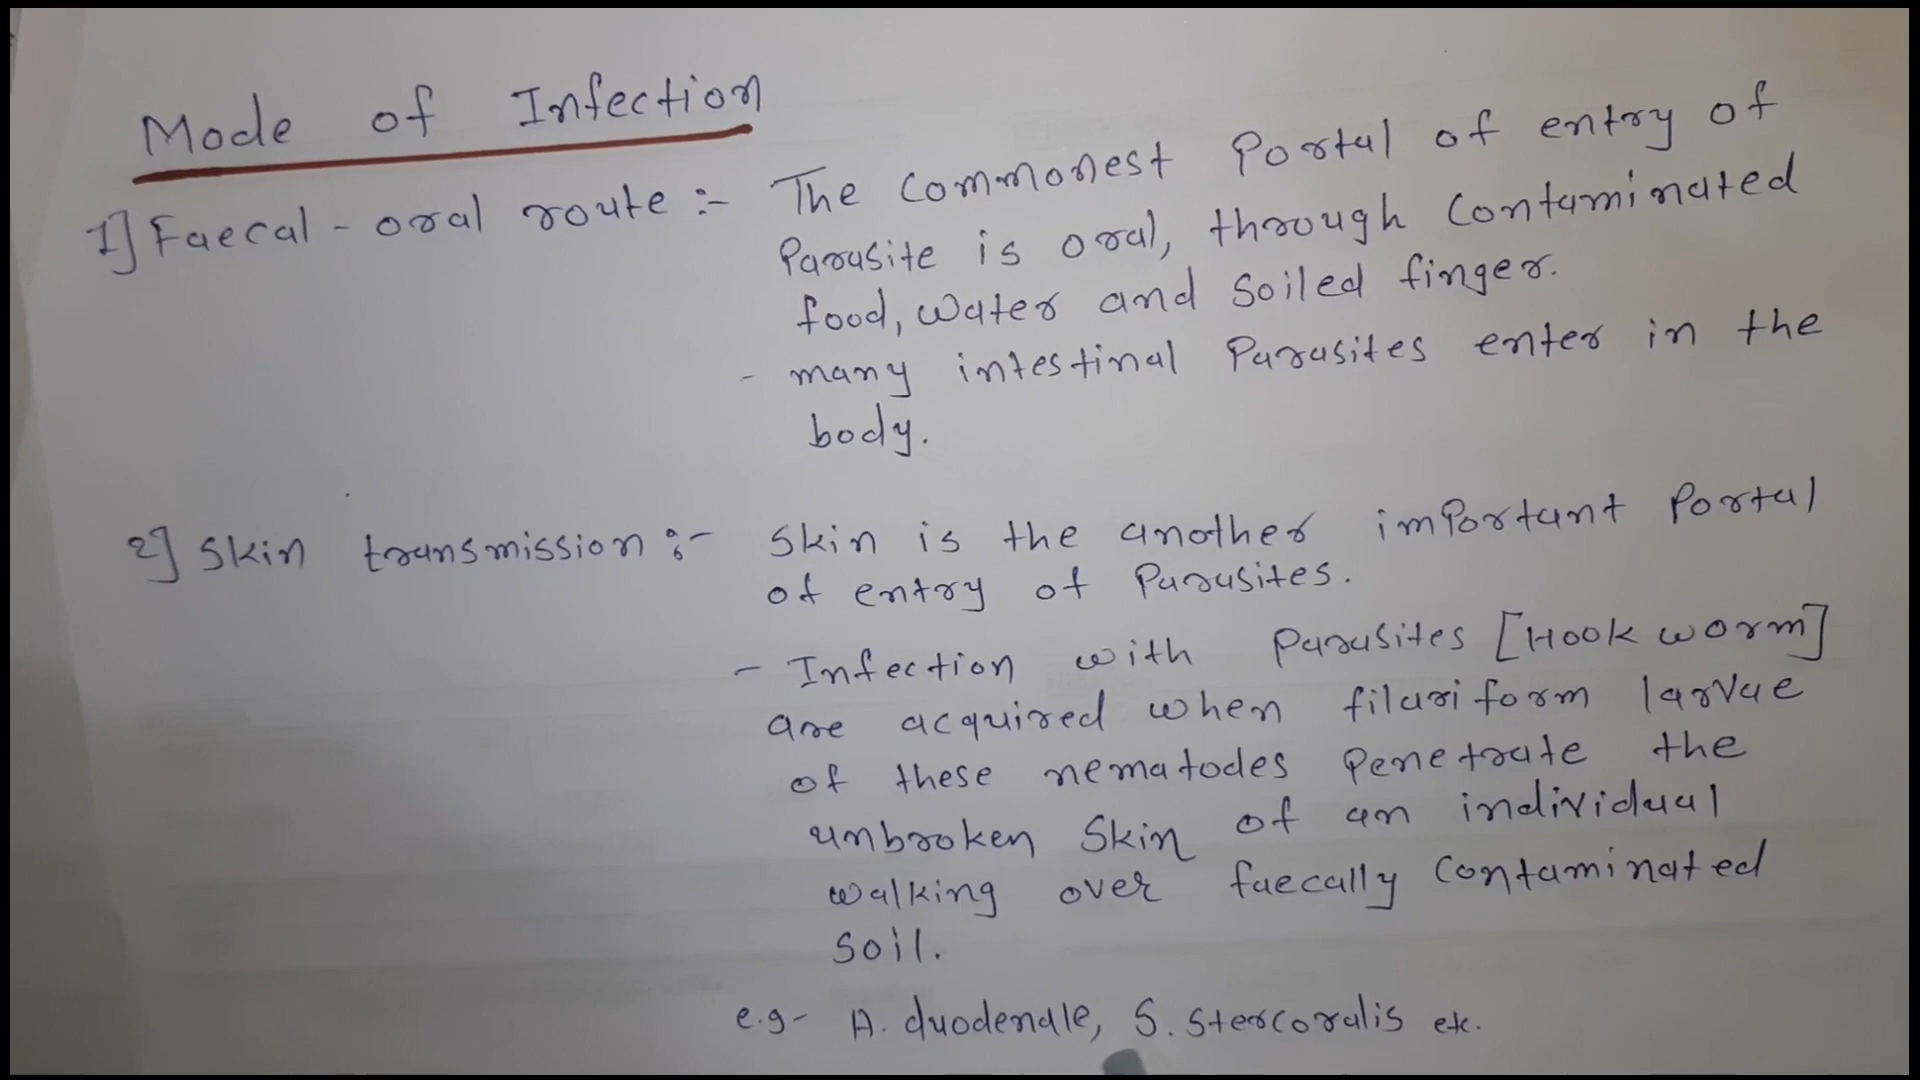 Mode of Infection
1] Faecal - oral route :- The Commonest Portal of entry of
Parasite is oral, through Contaminated
food, water and Soiled finger.
- many intestinal Parasites enter in the
body.
2] Skin transmission :- Skin is the another important Portal
of entry of Parasites.
- Infection with Parasites [Hook worm]
are acquired when filariform larvae
of these nematodes Penetrate the
unbroken Skin of an individual
walking over faecally Contaminated
Soil.
e.g- A. duodenale, S. Stercoralis etc.